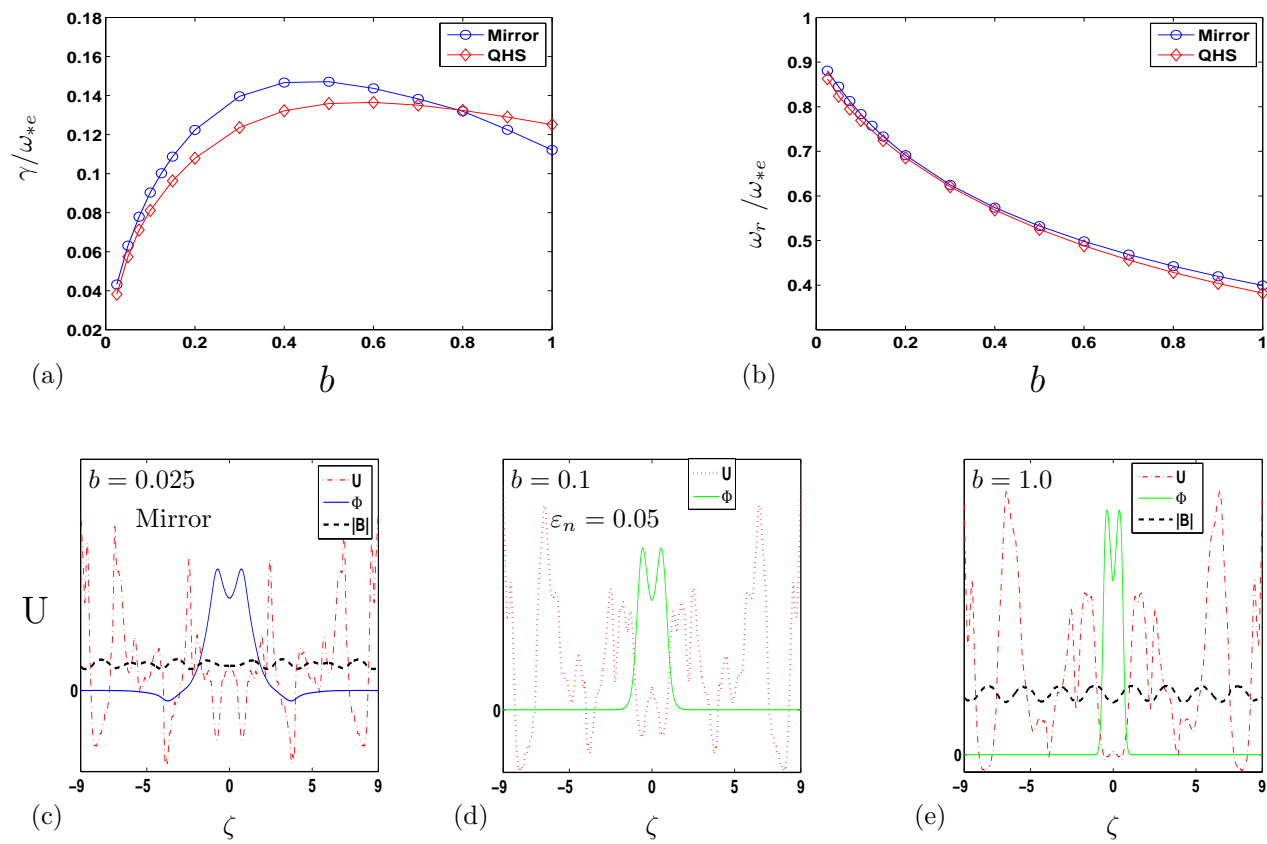 0.18
0.16
0.14
0.12
0.1
0.08
0.06
0.04
0.02
γ/ω*e
Mirror
QHS
0 0.2 0.4 0.6 0.8 1
(a)
b
1
0.9
0.8
0.7
0.6
0.5
0.4
ωr /ω*e
Mirror
QHS
0 0.2 0.4 0.6 0.8 1
(b)
b
U
b = 0.025
Mirror
U
Φ
|B|
0
−9 −5 0 5 9
(c)
ζ
b = 0.1
εn = 0.05
U
Φ
0
−9 −5 0 5 9
(d)
ζ
b = 1.0
U
Φ
|B|
0
−9 −5 0 5 9
(e)
ζ